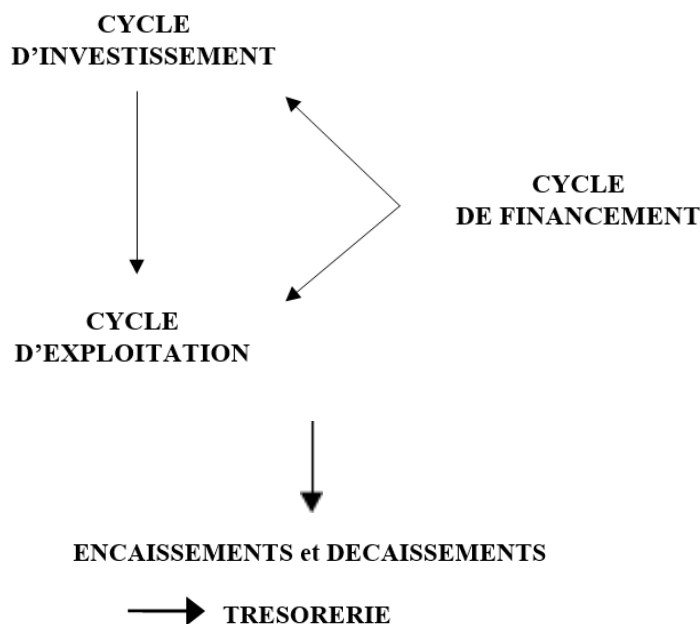 CYCLE
D’INVESTISSEMENT
CYCLE
DE FINANCEMENT
CYCLE
D’EXPLOITATION
ENCAISSEMENTS et DECAISSEMENTS
TRESORERIE